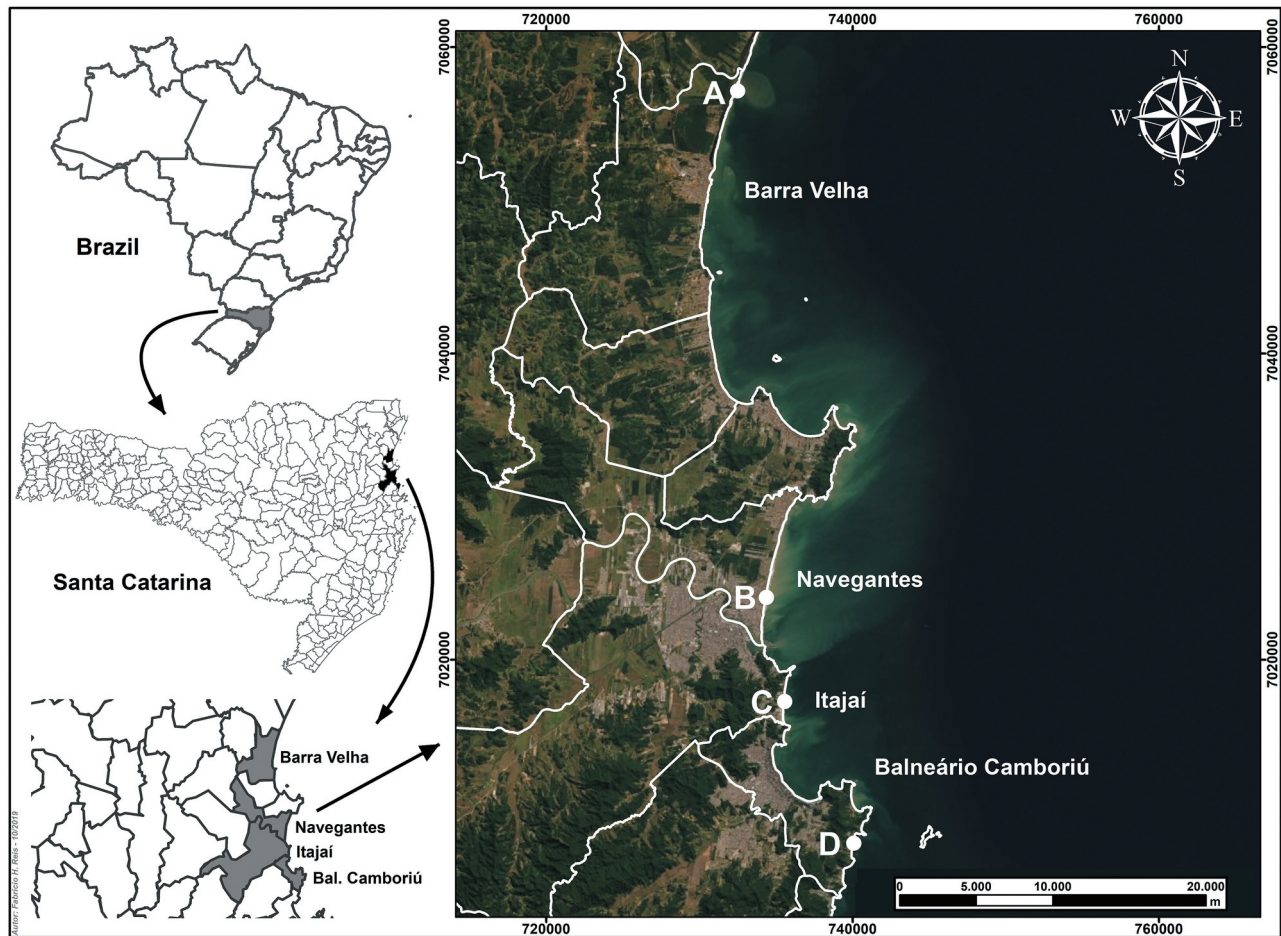 Brazil
Santa Catarina
Barra Velha
Navegantes
Itajaí
Bal. Camboriú
Autor: Fabrício H. Reis - 10/2019
720000
740000
760000
7060000
7060000
N
W
E
S
A
Barra Velha
7040000
7040000
Navegantes
B
7020000
7020000
C
Itajaí
Balneário Camboriú
D
0
5.000
10.000
20.000
m
720000
740000
760000